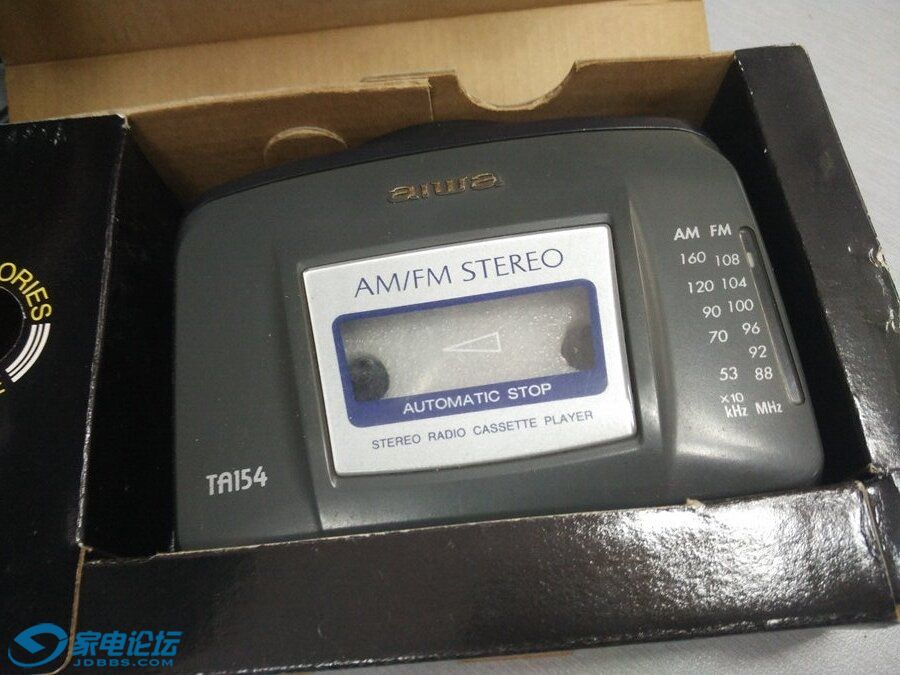 aiwa
AM/FM STEREO
AUTOMATIC STOP
STEREO RADIO CASSETTE PLAYER
TA154
AM FM
160 108
120 104
90 100
70 96
92
53 88
×10
kHz MHz
ORIES
家电论坛
JDBBS.COM